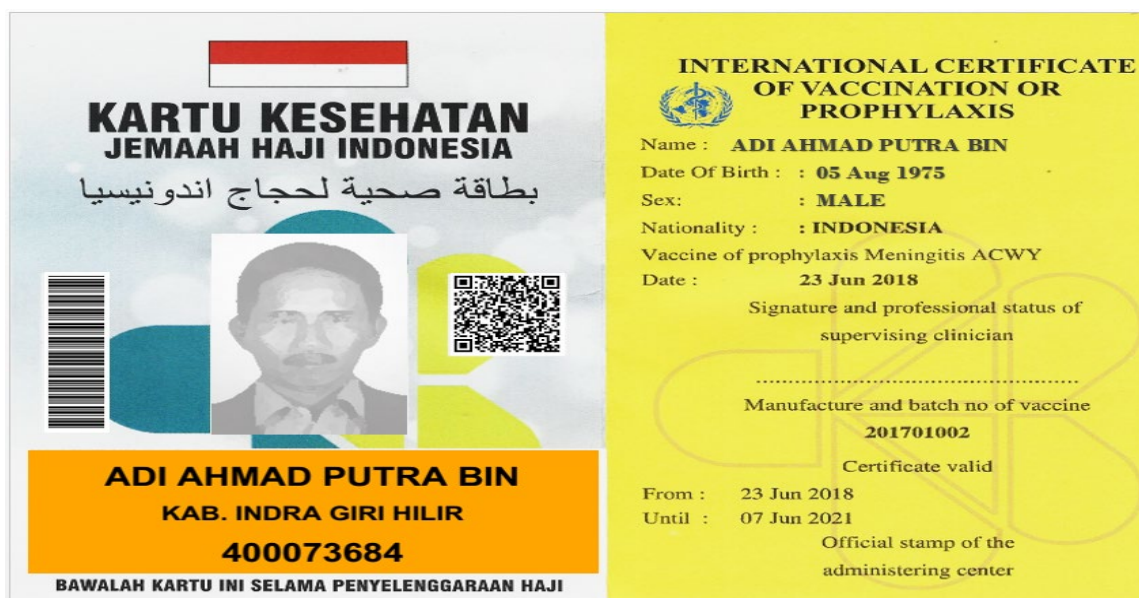 KARTU KESEHATAN
JEMAAH HAJI INDONESIA
بطاقة صحية لحجاج اندونيسيا
ADI AHMAD PUTRA BIN
KAB. INDRA GIRI HILIR
400073684
BAWALAH KARTU INI SELAMA PENYELENGGARAAN HAJI
INTERNATIONAL CERTIFICATE
OF VACCINATION OR
PROPHYLAXIS
Name : ADI AHMAD PUTRA BIN
Date Of Birth : : 05 Aug 1975
Sex: : MALE
Nationality : : INDONESIA
Vaccine of prophylaxis Meningitis ACWY
Date : 23 Jun 2018
Signature and professional status of
supervising clinician
Manufacture and batch no of vaccine
201701002
Certificate valid
From : 23 Jun 2018
Until : 07 Jun 2021
Official stamp of the
administering center